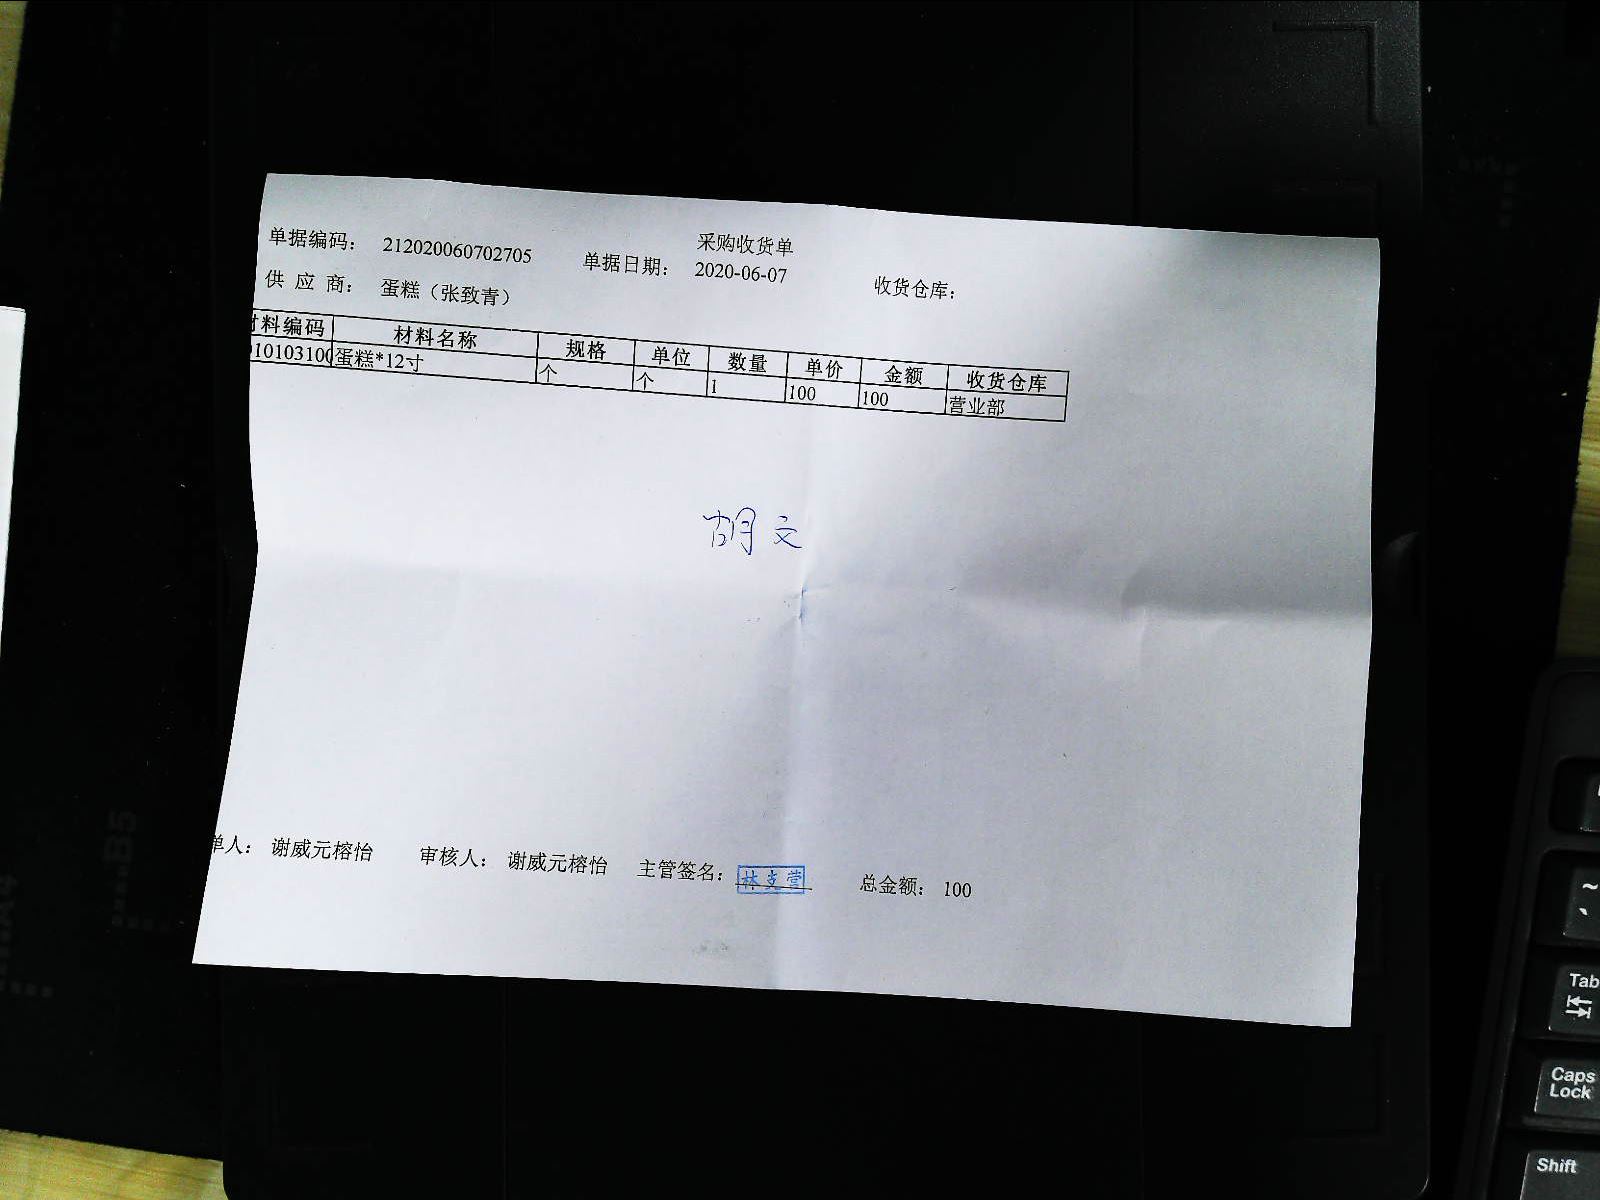 采购收货单
单据编码： 212020060702705 单据日期： 2020-06-07 收货仓库：
供 应 商： 蛋糕（张致青）
材料编码 材料名称 规格 单位 数量 单价 金额 收货仓库
10103100 蛋糕*12寸 个 个 1 100 100 营业部
胡文
单人： 谢威元榕怡 审核人： 谢威元榕怡 主管签名： 林支营 总金额： 100
B5
A4
~
Tab
Caps Lock
Shift